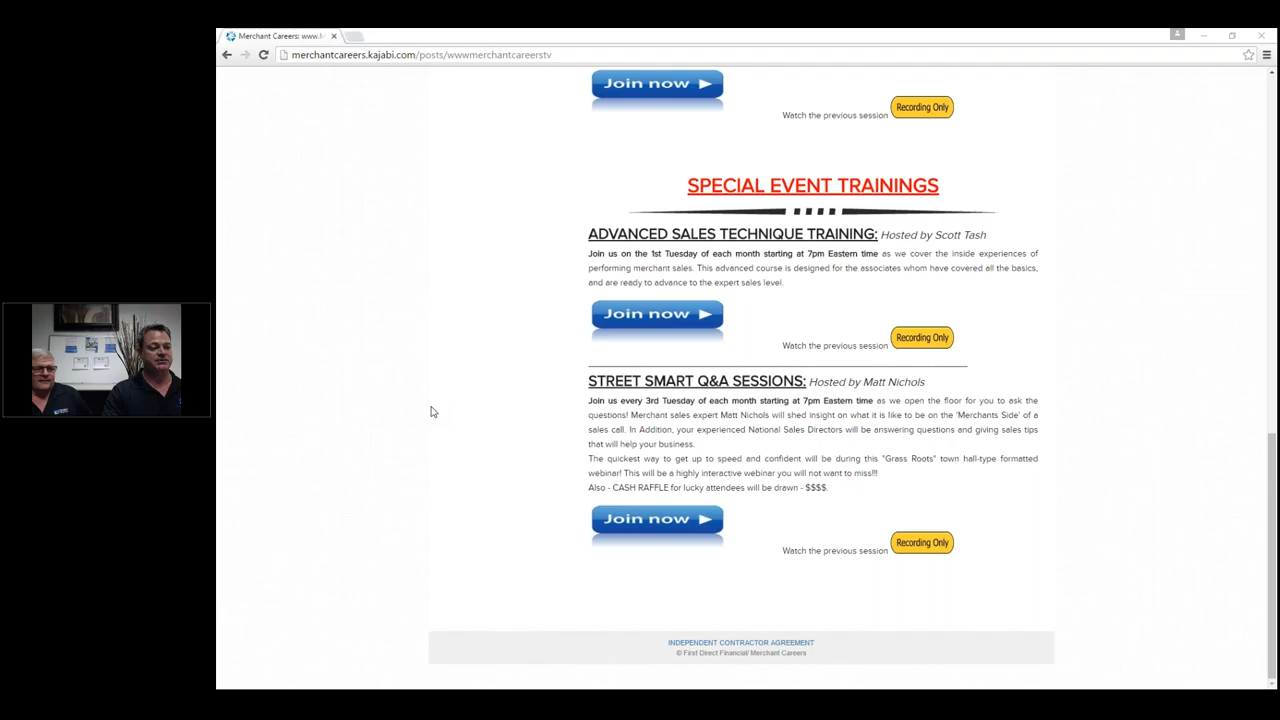 Merchant Careers: www.M
merchantcareers.kajabi.com/posts/wwwmerchantcareerstv
Join now
Watch the previous session Recording Only
SPECIAL EVENT TRAININGS
ADVANCED SALES TECHNIQUE TRAINING: Hosted by Scott Tash
Join us on the 1st Tuesday of each month starting at 7pm Eastern time as we cover the inside experiences of
performing merchant sales. This advanced course is designed for the associates whom have covered all the basics,
and are ready to advance to the expert sales level.
Join now
Watch the previous session Recording Only
STREET SMART Q&A SESSIONS: Hosted by Matt Nichols
Join us every 3rd Tuesday of each month starting at 7pm Eastern time as we open the floor for you to ask the
questions! Merchant sales expert Matt Nichols will shed insight on what it is like to be on the 'Merchants Side' of a
sales call. In Addition, your experienced National Sales Directors will be answering questions and giving sales tips
that will help your business.
The quickest way to get up to speed and confident will be during this "Grass Roots" town hall-type formatted
webinar! This will be a highly interactive webinar you will not want to miss!!!
Also - CASH RAFFLE for lucky attendees will be drawn - $$$$.
Join now
Watch the previous session Recording Only
INDEPENDENT CONTRACTOR AGREEMENT
© First Direct Financial/ Merchant Careers